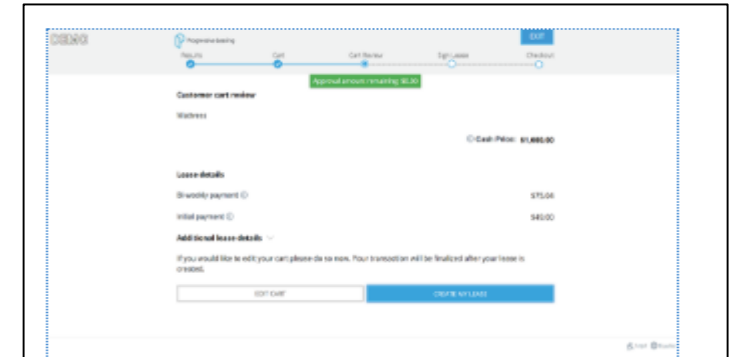 DEMO
Progressive Leasing
EXIT
Results
Cart
Cart Review
Sign Lease
Checkout
Approval amount remaining $0.00
Customer cart review
Mattress
Cash Price:
Lease details
Bi-weekly payment
Initial payment
$49.00
Additional lease details
If you would like to edit your cart please do so now. Your transaction will be finalized after your lease is
created.
EDIT CART
CREATE MY LEASE